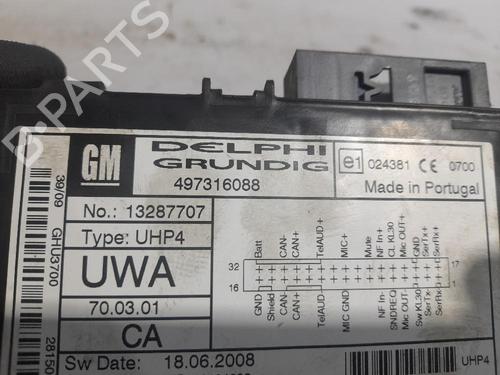 B-PARTS
GM
DELPHI
GRUNDIG
497316088
e1 024381 CE 0700
Made in Portugal
39/09 GHU3700
28150
No.: 13287707
Type: UHP4
UWA
70.03.01
CA
Sw Date: 18.06.2008
Batt
CAN-
CAN+
TelAUD+
MIC+
Mute
NF In+
CL KL30
Mic OUT+
GND
SerRx+
SerTx+
32
17
16
1
GND
Shield
CAN-
CAN+
TelAUD-
MIC GND
NF In-
SNDREQ
Mic OUT-
Sw KL30
SerRx-
SerTx-
UHP4